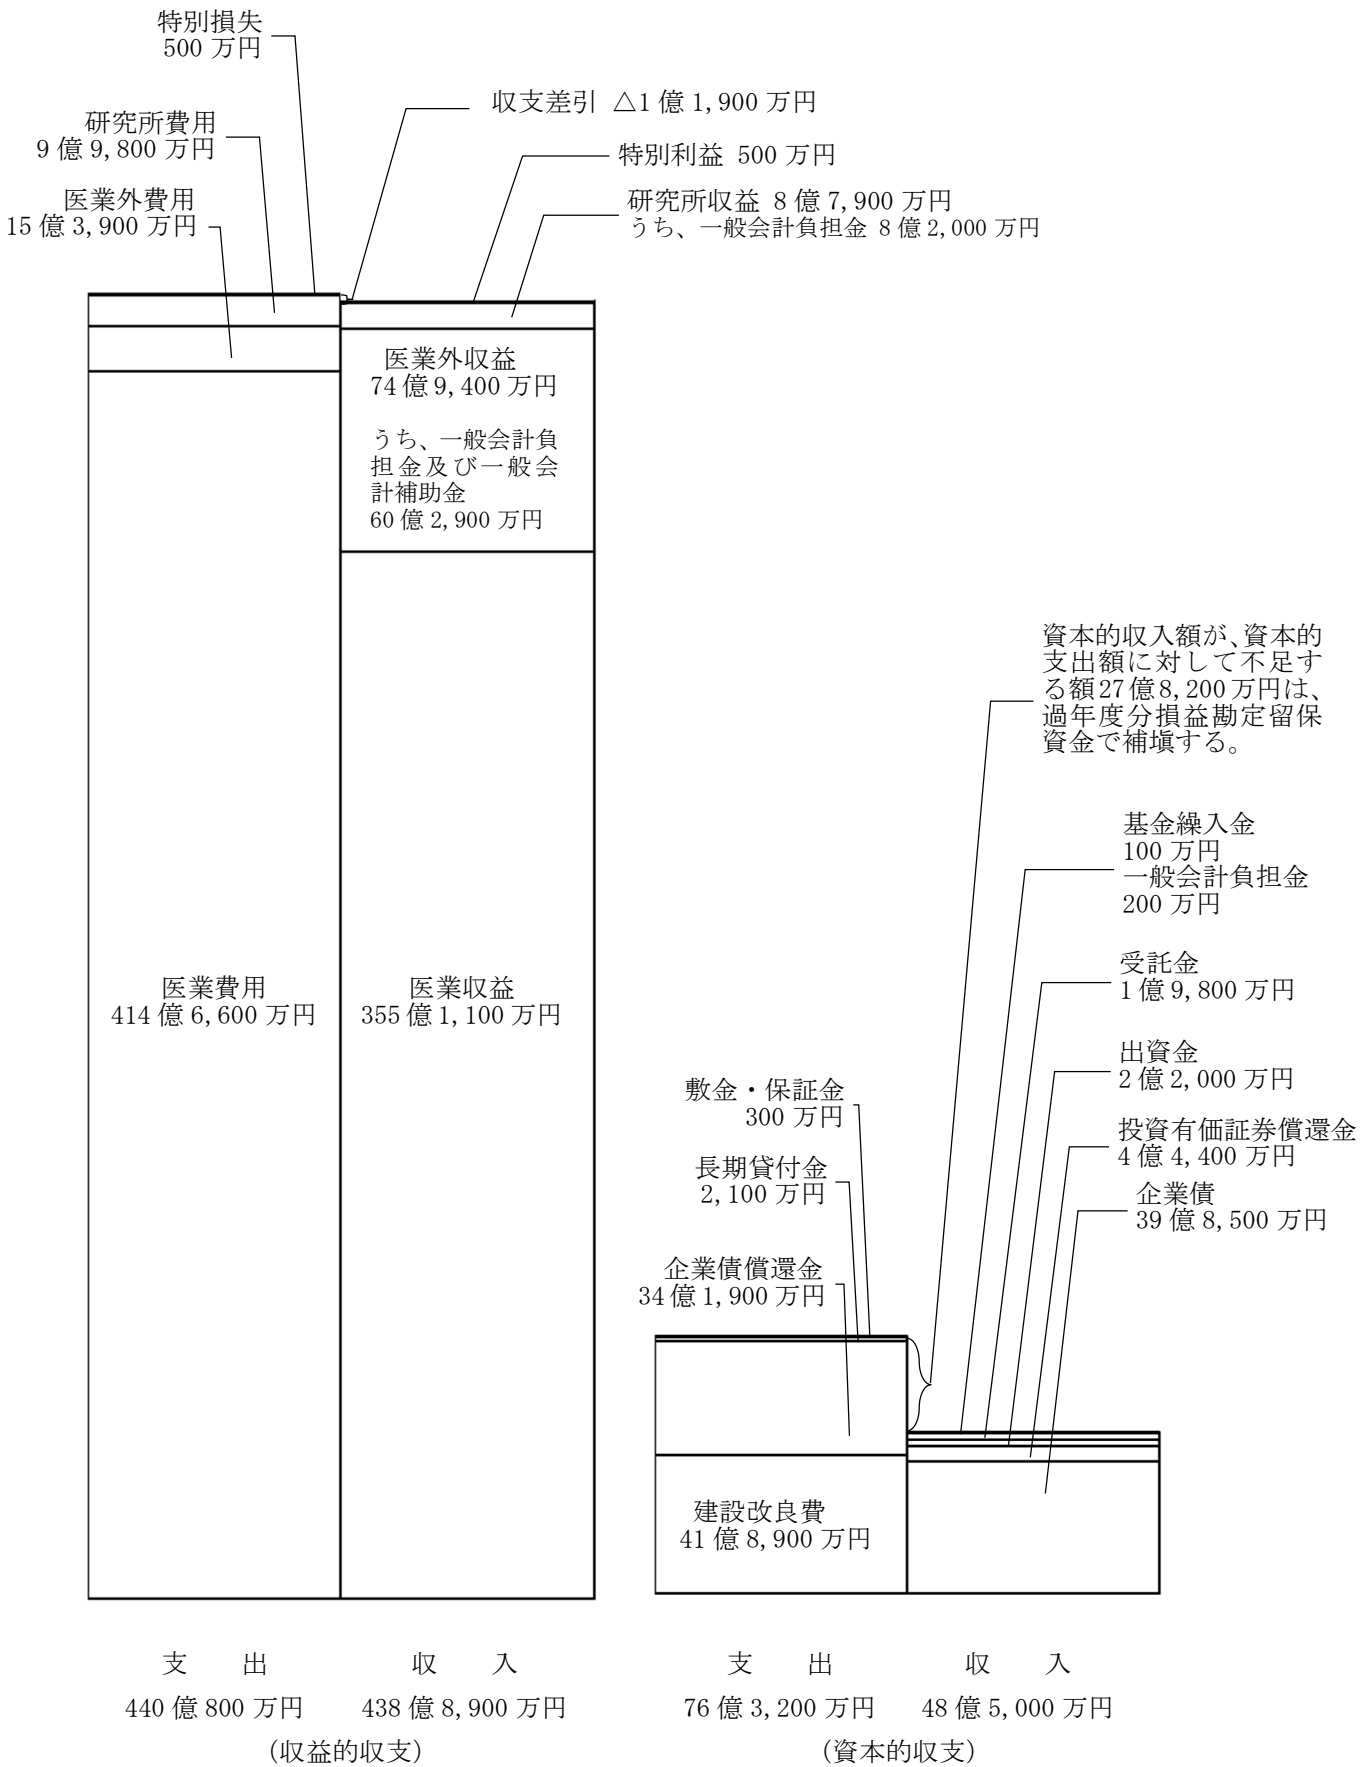 特別損失
500 万円
研究所費用
9 億 9,800 万円
医業外費用
15 億 3,900 万円
収支差引 △1 億 1,900 万円
特別利益 500 万円
研究所収益 8 億 7,900 万円
うち、一般会計負担金 8 億 2,000 万円
医業外収益
74 億 9,400 万円
うち、一般会計負
担金及び一般会
計補助金
60 億 2,900 万円
医業費用
414 億 6,600 万円
医業収益
355 億 1,100 万円
資本的収入額が、資本的
支出額に対して不足す
る額27億8,200万円は、
過年度分損益勘定留保
資金で補塡する。
基金繰入金
100 万円
一般会計負担金
200 万円
受託金
1 億 9,800 万円
出資金
2 億 2,000 万円
投資有価証券償還金
4 億 4,400 万円
企業債
39 億 8,500 万円
敷金・保証金
300 万円
長期貸付金
2,100 万円
企業債償還金
34 億 1,900 万円
建設改良費
41 億 8,900 万円
支　　出
440 億 800 万円
収　　入
438 億 8,900 万円
（収益的収支）
支　　出
76 億 3,200 万円
収　　入
48 億 5,000 万円
（資本的収支）